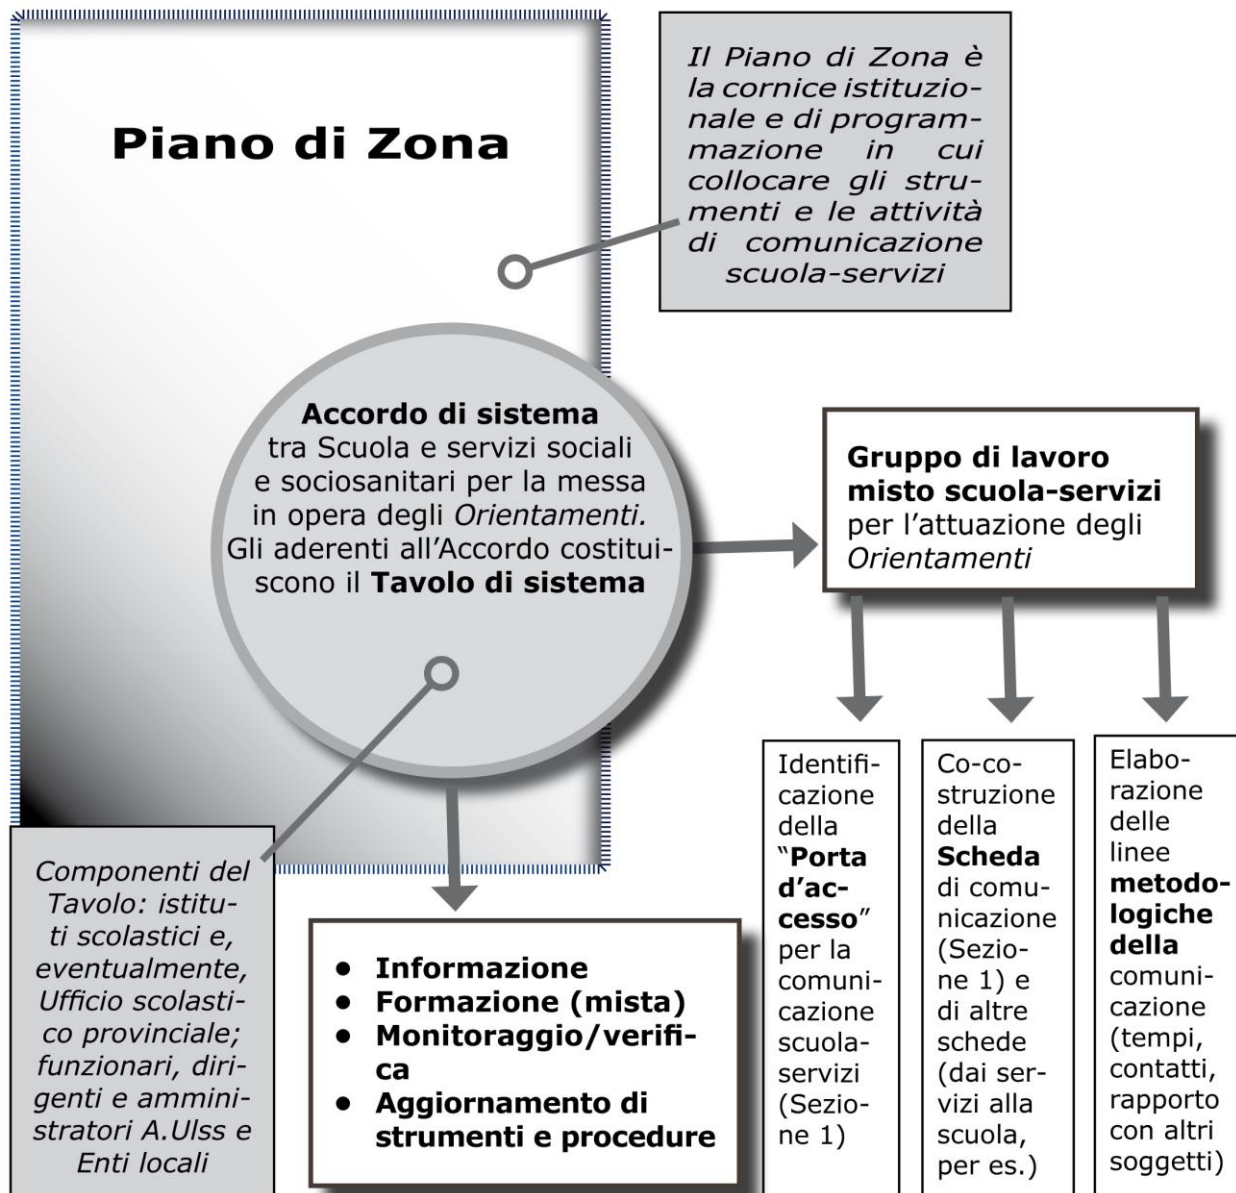 Piano di Zona
Il Piano di Zona è
la cornice istituzio-
nale e di program-
mazione in cui
collocare gli stru-
menti e le attività
di comunicazione
scuola-servizi
Accordo di sistema
tra Scuola e servizi sociali
e sociosanitari per la messa
in opera degli Orientamenti.
Gli aderenti all'Accordo costitui-
scono il Tavolo di sistema
Gruppo di lavoro
misto scuola-servizi
per l'attuazione degli
Orientamenti
Componenti del
Tavolo: istitu-
ti scolastici e,
eventualmente,
Ufficio scolasti-
co provinciale;
funzionari, diri-
genti e ammini-
stratori A.Ulss e
Enti locali
● Informazione
● Formazione (mista)
● Monitoraggio/verifi-
ca
● Aggiornamento di
strumenti e procedure
Identifi-
cazione
della
“Porta
d'ac-
cesso”
per la
comuni-
cazione
scuola-
servizi
(Sezio-
ne 1)
Co-co-
struzione
della
Scheda
di comu-
nicazione
(Sezio-
ne 1) e
di altre
schede
(dai ser-
vizi alla
scuola,
per es.)
Elabo-
razione
delle
linee
metodo-
logiche
della
comuni-
cazione
(tempi,
contatti,
rapporto
con altri
soggetti)